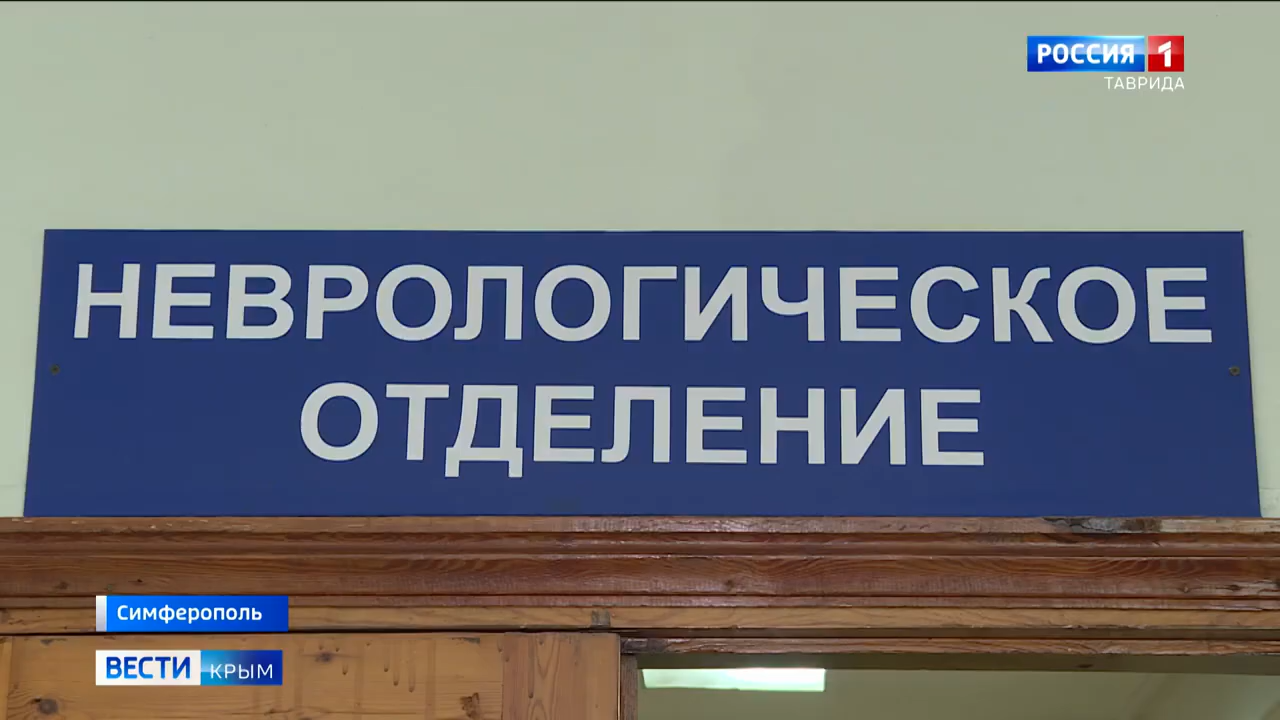 РОССИЯ 1
ТАВРИДА
НЕВРОЛОГИЧЕСКОЕ
ОТДЕЛЕНИЕ
Симферополь
ВЕСТИ КРЫМ